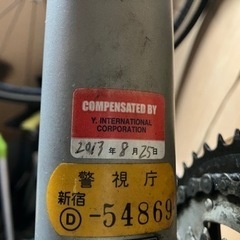 COMPENSATED BY
Y. INTERNATIONAL
CORPORATION
2013年8月25日
警視庁
新宿
Ⓓ-54869